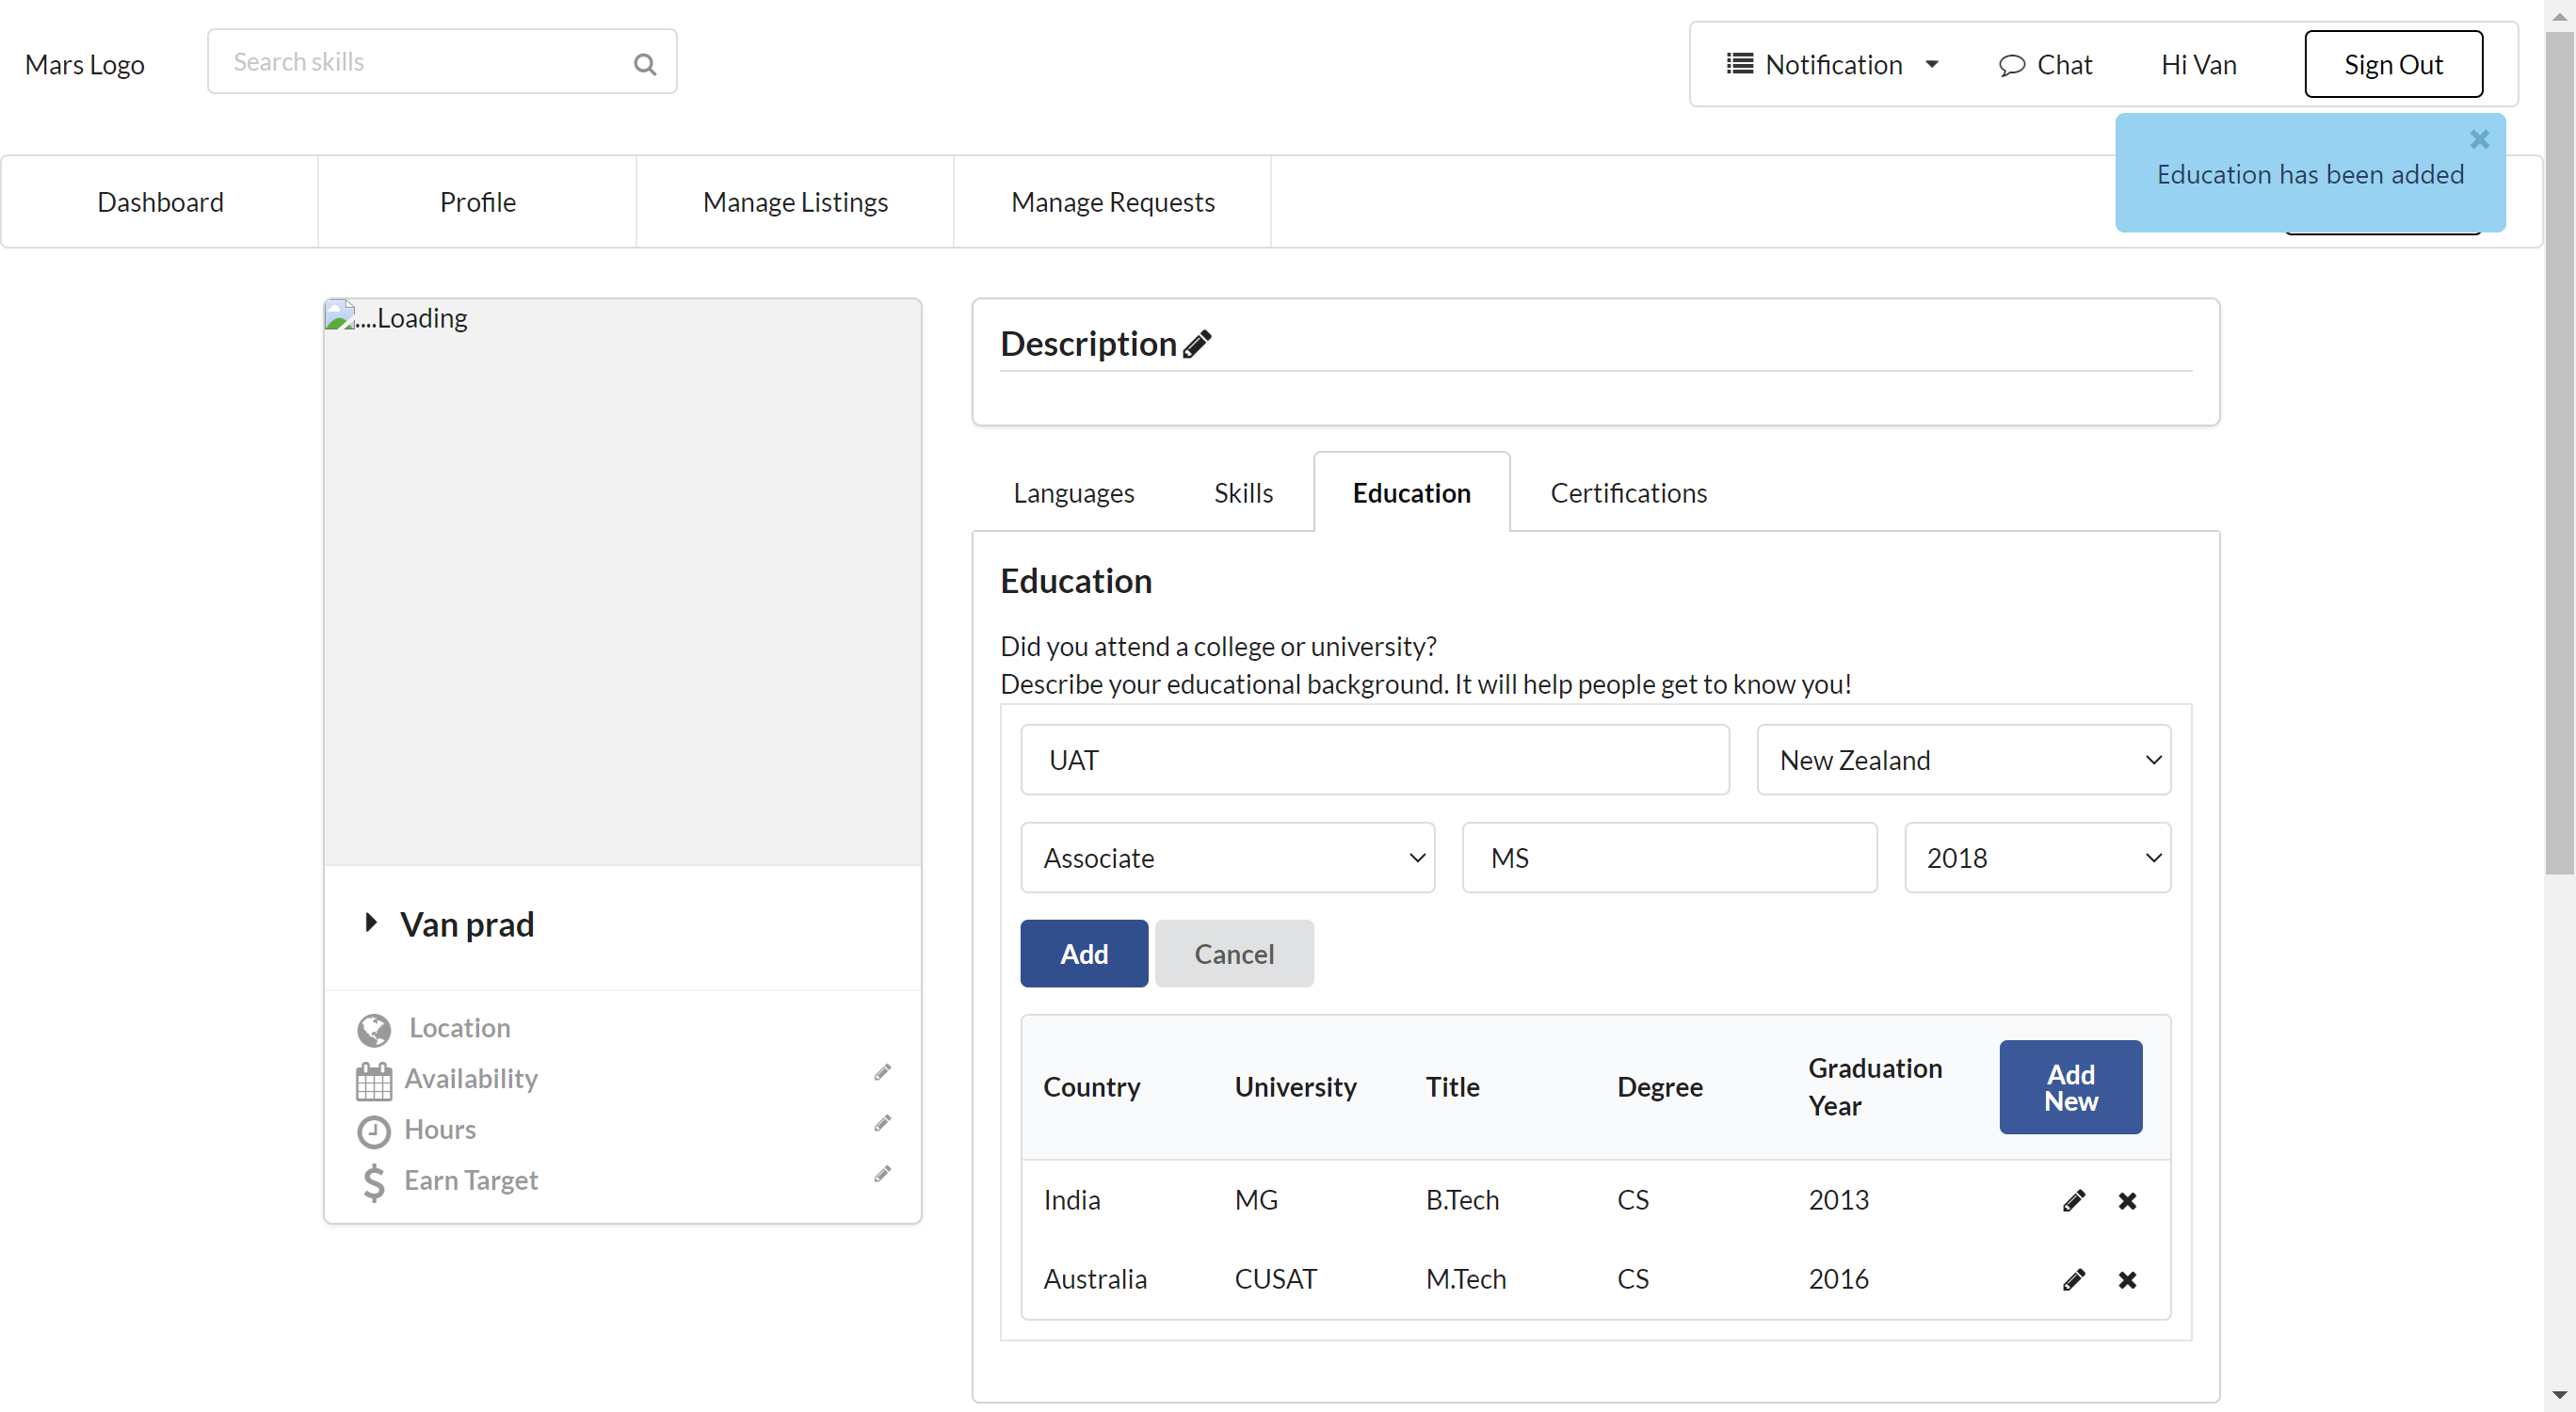 Mars Logo
Search skills
Notification
Chat
Hi Van
Sign Out
Education has been added
Dashboard
Profile
Manage Listings
Manage Requests
....Loading
Van prad
Location
Availability
Hours
Earn Target
Description
Languages
Skills
Education
Certifications
Education
Did you attend a college or university?
Describe your educational background. It will help people get to know you!
UAT
New Zealand
Associate
MS
2018
Add
Cancel
Country
University
Title
Degree
Graduation
Year
Add
New
India
MG
B.Tech
CS
2013
Australia
CUSAT
M.Tech
CS
2016